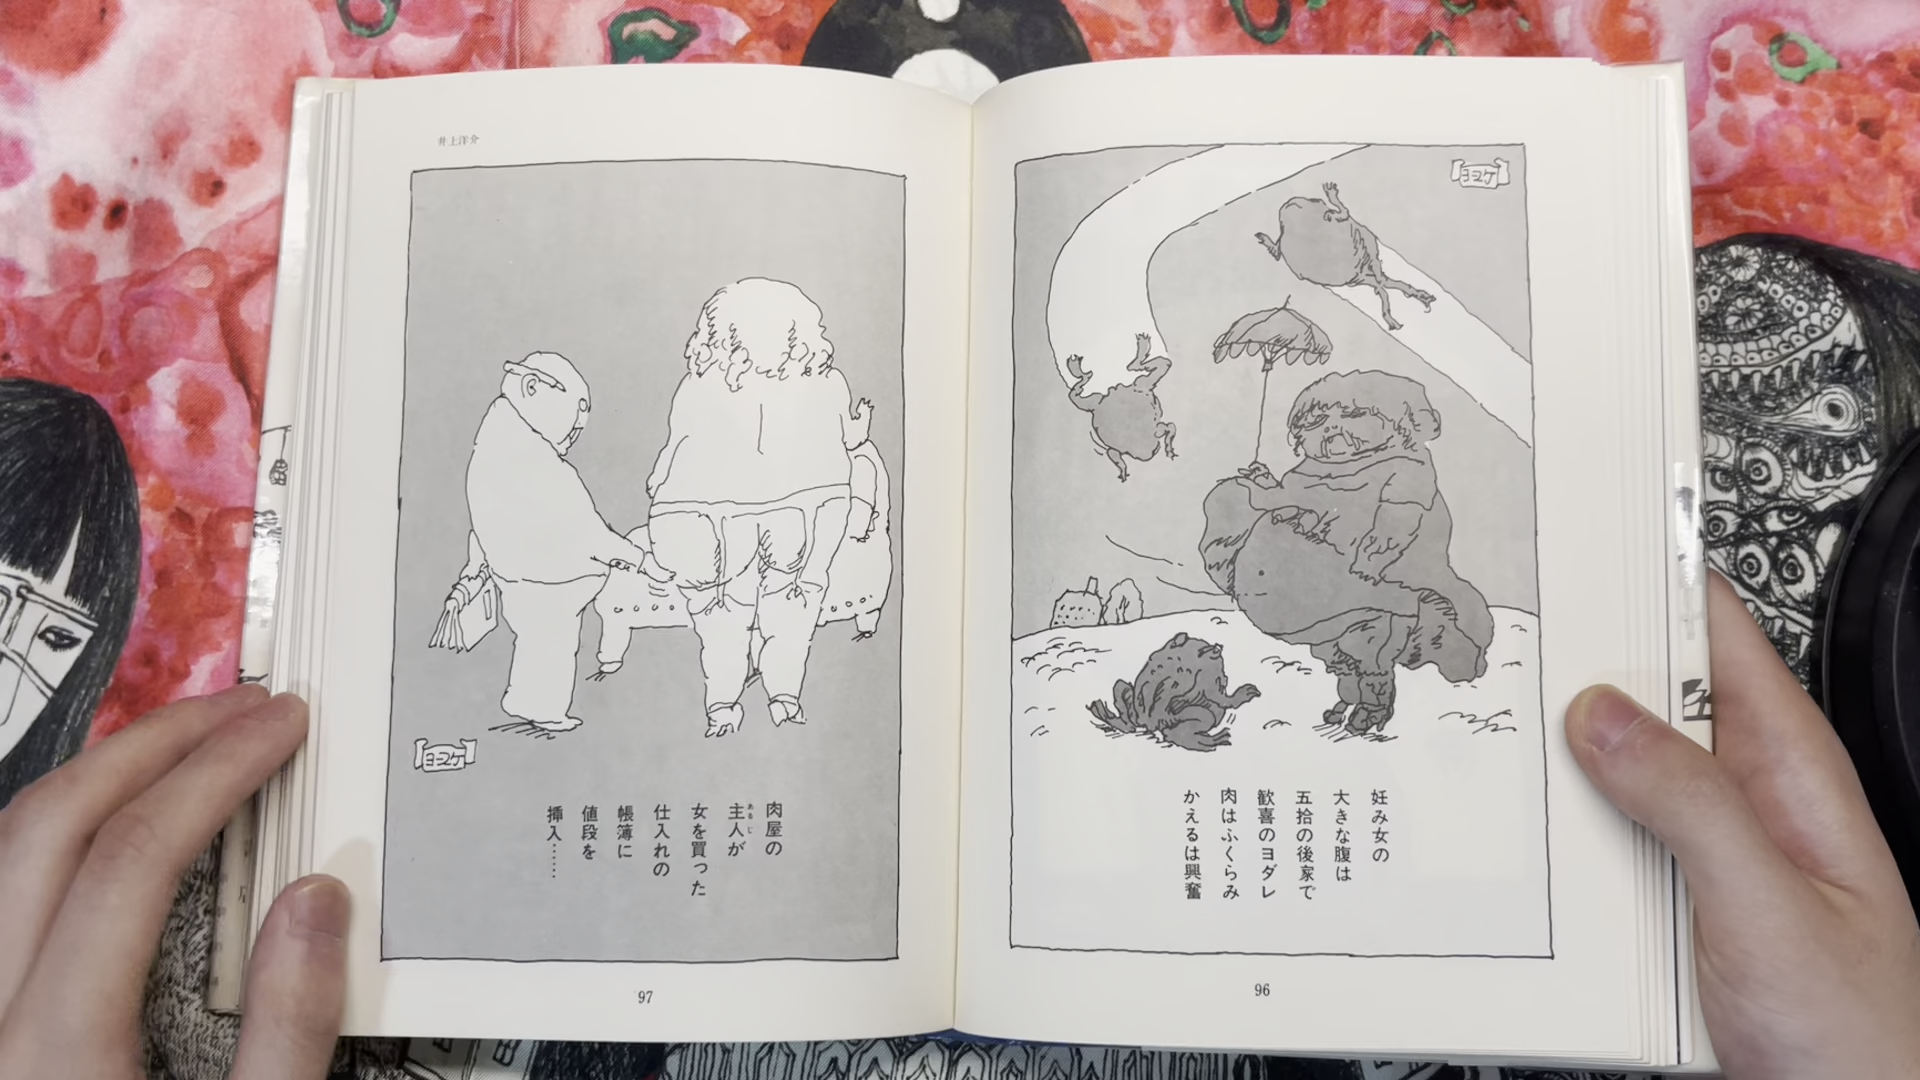 ヨスケ
妊み女の
大きな腹は
五拾の後家で
歓喜のヨダレ
肉はふくらみ
かえるは興奮
96
井上洋介
ヨスケ
肉屋の
主人が
あるじ
女を買った
仕入れの
帳簿に
値段を
挿入……
97